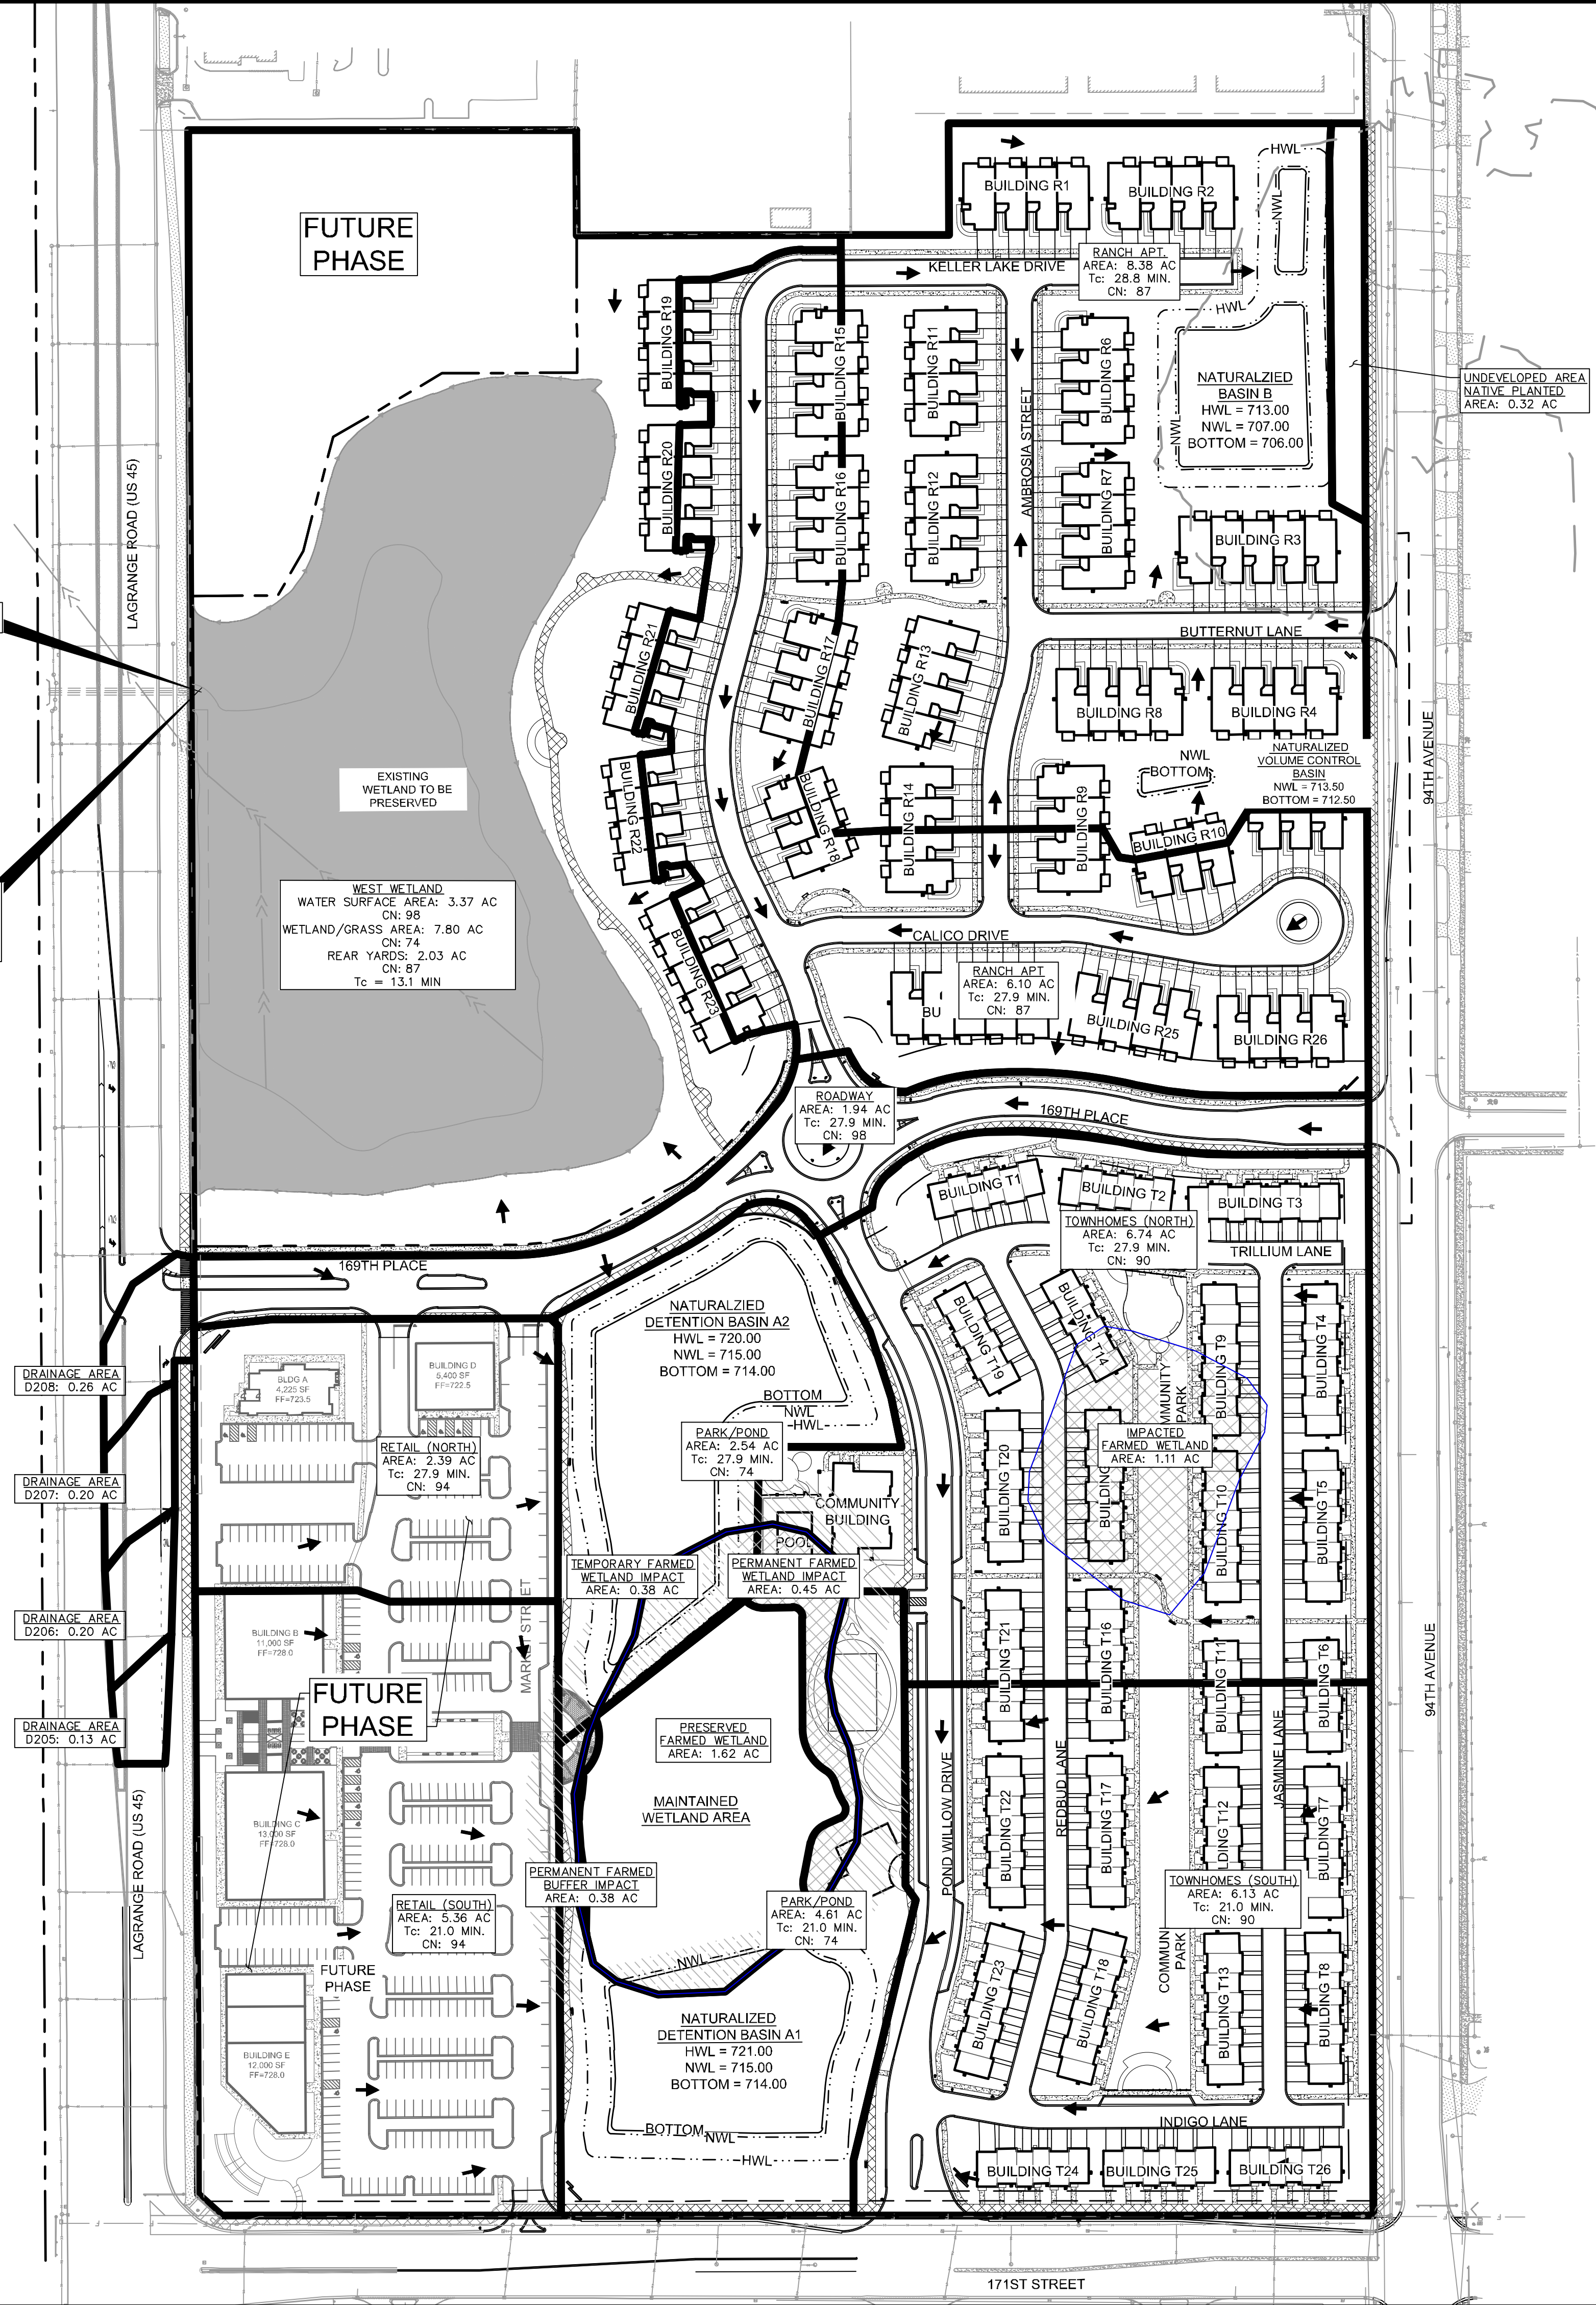 FUTURE
PHASE
HWL
NWL
BUILDING R1
BUILDING R2
KELLER LAKE DRIVE
RANCH APT.
AREA: 8.38 AC
Tc: 28.8 MIN.
CN: 87
HWL
NWL
NATURALZIED
BASIN B
HWL = 713.00
NWL = 707.00
BOTTOM = 706.00
UNDEVELOPED AREA
NATIVE PLANTED
AREA: 0.32 AC
BUILDING R19
BUILDING R15
BUILDING R11
AMBROSIA STREET
BUILDING R6
BUILDING R20
BUILDING R16
BUILDING R12
BUILDING R7
BUILDING R3
LAGRANGE ROAD (US 45)
BUTTERNUT LANE
BUILDING R21
BUILDING R17
BUILDING R13
BUILDING R8
BUILDING R4
94TH AVENUE
NWL
BOTTOM
NATURALIZED
VOLUME CONTROL
BASIN
NWL = 713.50
BOTTOM = 712.50
EXISTING
WETLAND TO BE
PRESERVED
BUILDING R22
BUILDING R18
BUILDING R14
BUILDING R9
BUILDING R10
WEST WETLAND
WATER SURFACE AREA: 3.37 AC
CN: 98
WETLAND/GRASS AREA: 7.80 AC
CN: 74
REAR YARDS: 2.03 AC
CN: 87
Tc = 13.1 MIN
BUILDING R23
CALICO DRIVE
BU
RANCH APT
AREA: 6.10 AC
Tc: 27.9 MIN.
CN: 87
BUILDING R25
BUILDING R26
ROADWAY
AREA: 1.94 AC
Tc: 27.9 MIN.
CN: 98
169TH PLACE
BUILDING T1
BUILDING T2
BUILDING T3
TOWNHOMES (NORTH)
AREA: 6.74 AC
Tc: 27.9 MIN.
CN: 90
TRILLIUM LANE
169TH PLACE
NATURALZIED
DETENTION BASIN A2
HWL = 720.00
NWL = 715.00
BOTTOM = 714.00
BOTTOM
NWL
HWL
BUILDING T19
BUILDING T14
BUILDING T9
BUILDING T4
MMUNITY
PARK
DRAINAGE AREA
D208: 0.26 AC
BLDG A
4,225 SF
FF=723.5
BUILDING D
5,400 SF
FF=722.5
RETAIL (NORTH)
AREA: 2.39 AC
Tc: 27.9 MIN.
CN: 94
PARK/POND
AREA: 2.54 AC
Tc: 27.9 MIN.
CN: 74
IMPACTED
FARMED WETLAND
AREA: 1.11 AC
DRAINAGE AREA
D207: 0.20 AC
COMMUNITY
BUILDING
POOL
BUILDING T20
BUILDING
BUILDING T10
BUILDING T5
TEMPORARY FARMED
WETLAND IMPACT
AREA: 0.38 AC
PERMANENT FARMED
WETLAND IMPACT
AREA: 0.45 AC
DRAINAGE AREA
D206: 0.20 AC
BUILDING B
11,000 SF
FF=728.0
MARKET STREET
FUTURE
PHASE
BUILDING T21
BUILDING T16
BUILDING T11
BUILDING T6
94TH AVENUE
DRAINAGE AREA
D205: 0.13 AC
PRESERVED
FARMED WETLAND
AREA: 1.62 AC
MAINTAINED
WETLAND AREA
POND WILLOW DRIVE
REDBUD LANE
JASMINE LANE
BUILDING C
13,000 SF
FF=728.0
BUILDING T22
BUILDING T17
LDING T12
BUILDING T7
LAGRANGE ROAD (US 45)
PERMANENT FARMED
BUFFER IMPACT
AREA: 0.38 AC
RETAIL (SOUTH)
AREA: 5.36 AC
Tc: 21.0 MIN.
CN: 94
PARK/POND
AREA: 4.61 AC
Tc: 21.0 MIN.
CN: 74
TOWNHOMES (SOUTH)
AREA: 6.13 AC
Tc: 21.0 MIN.
CN: 90
FUTURE
PHASE
NWL
COMMUN
PARK
BUILDING T23
BUILDING T18
BUILDING T13
BUILDING T8
NATURALIZED
DETENTION BASIN A1
HWL = 721.00
NWL = 715.00
BOTTOM = 714.00
BUILDING E
12,000 SF
FF=728.0
BOTTOM
NWL
HWL
INDIGO LANE
BUILDING T24
BUILDING T25
BUILDING T26
171ST STREET